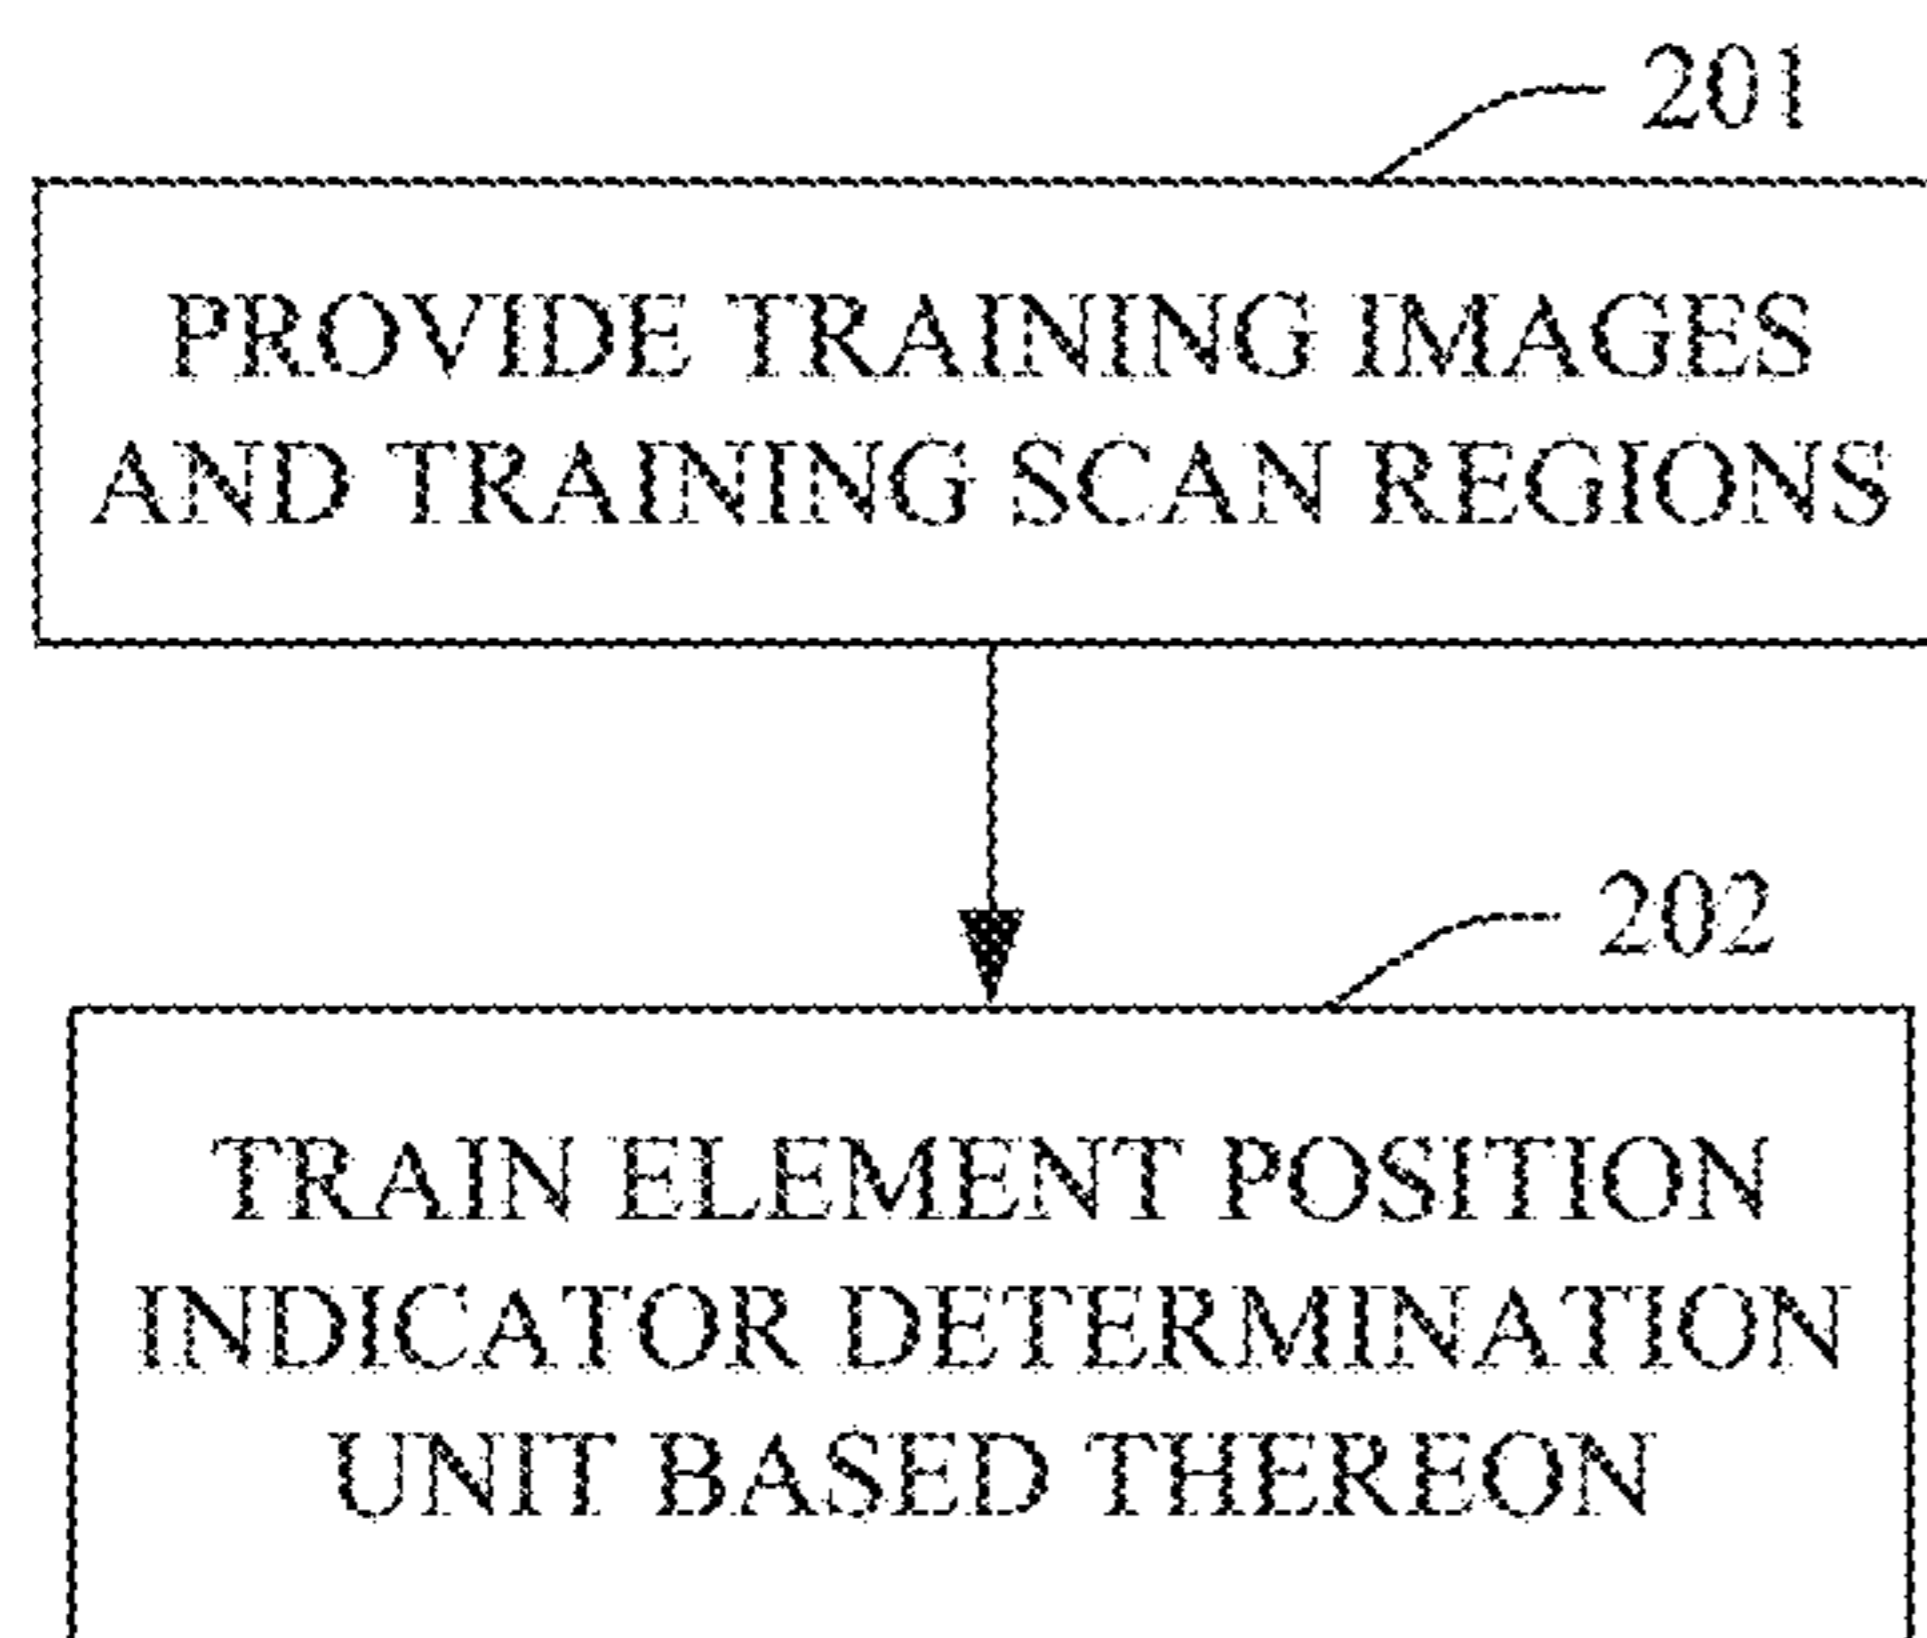 201
PROVIDE TRAINING IMAGES
AND TRAINING SCAN REGIONS
202
TRAIN ELEMENT POSITION
INDICATOR DETERMINATION
UNIT BASED THEREON